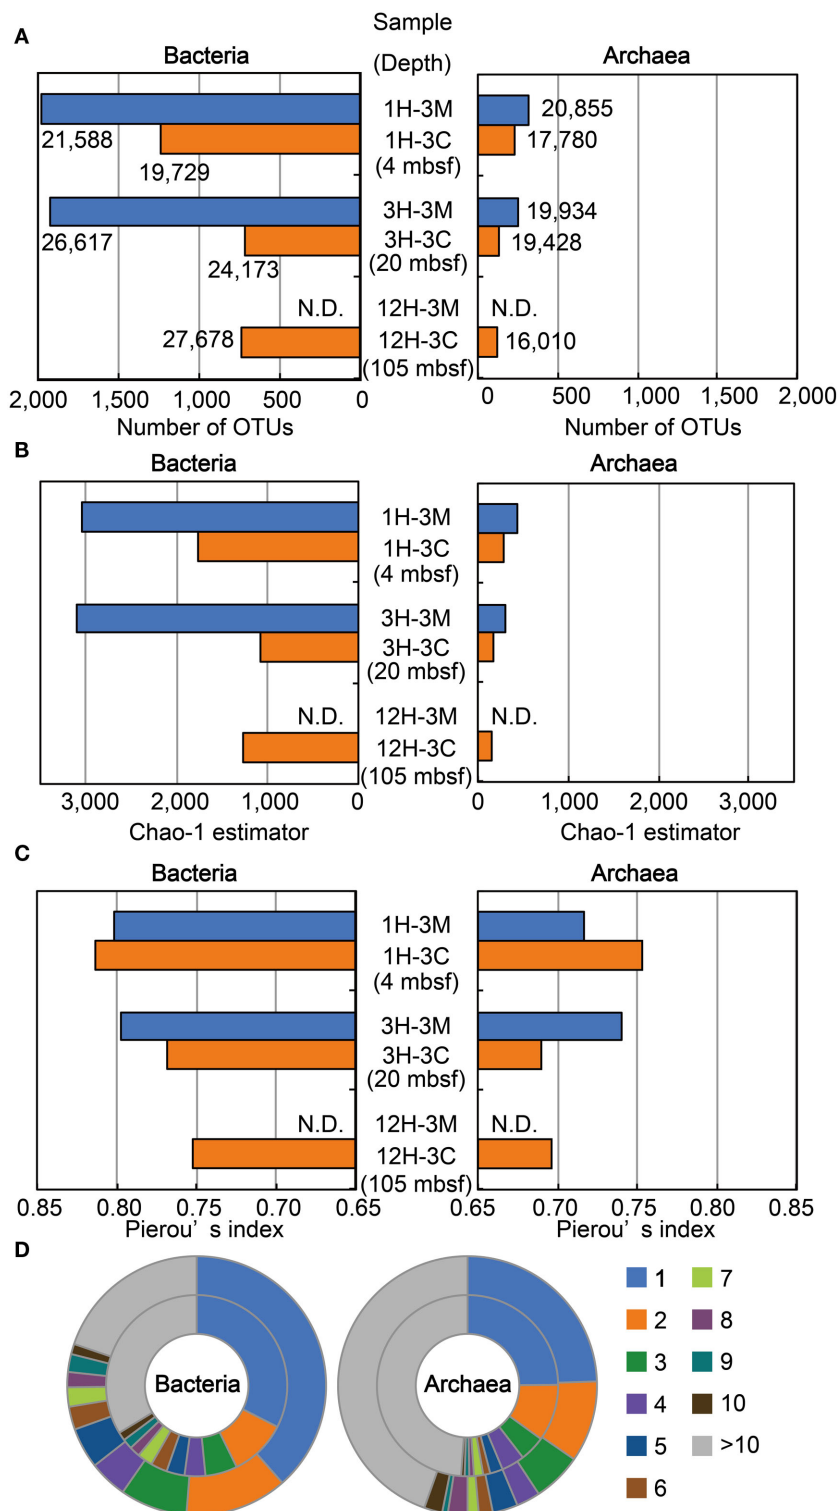 A
Sample
Bacteria
(Depth)
Archaea
1H-3M
20,855
21,588
1H-3C
17,780
(4 mbsf)
19,729
3H-3M
19,934
26,617
3H-3C
19,428
24,173
(20 mbsf)
N.D.
12H-3M
N.D.
27,678
12H-3C
16,010
(105 mbsf)
2,000 1,500 1,000 500 0
0 500 1,000 1,500 2,000
Number of OTUs
Number of OTUs
B
Bacteria
Archaea
1H-3M
1H-3C
(4 mbsf)
3H-3M
3H-3C
(20 mbsf)
N.D.
12H-3M
N.D.
12H-3C
(105 mbsf)
3,000 2,000 1,000 0
0 1,000 2,000 3,000
Chao-1 estimator
Chao-1 estimator
C
Bacteria
Archaea
1H-3M
1H-3C
(4 mbsf)
3H-3M
3H-3C
(20 mbsf)
N.D.
12H-3M
N.D.
12H-3C
(105 mbsf)
0.85 0.80 0.75 0.70 0.65
0.65 0.70 0.75 0.80 0.85
Pierou’ s index
Pierou’ s index
D
Bacteria
Archaea
1
2
3
4
5
6
7
8
9
10
>10